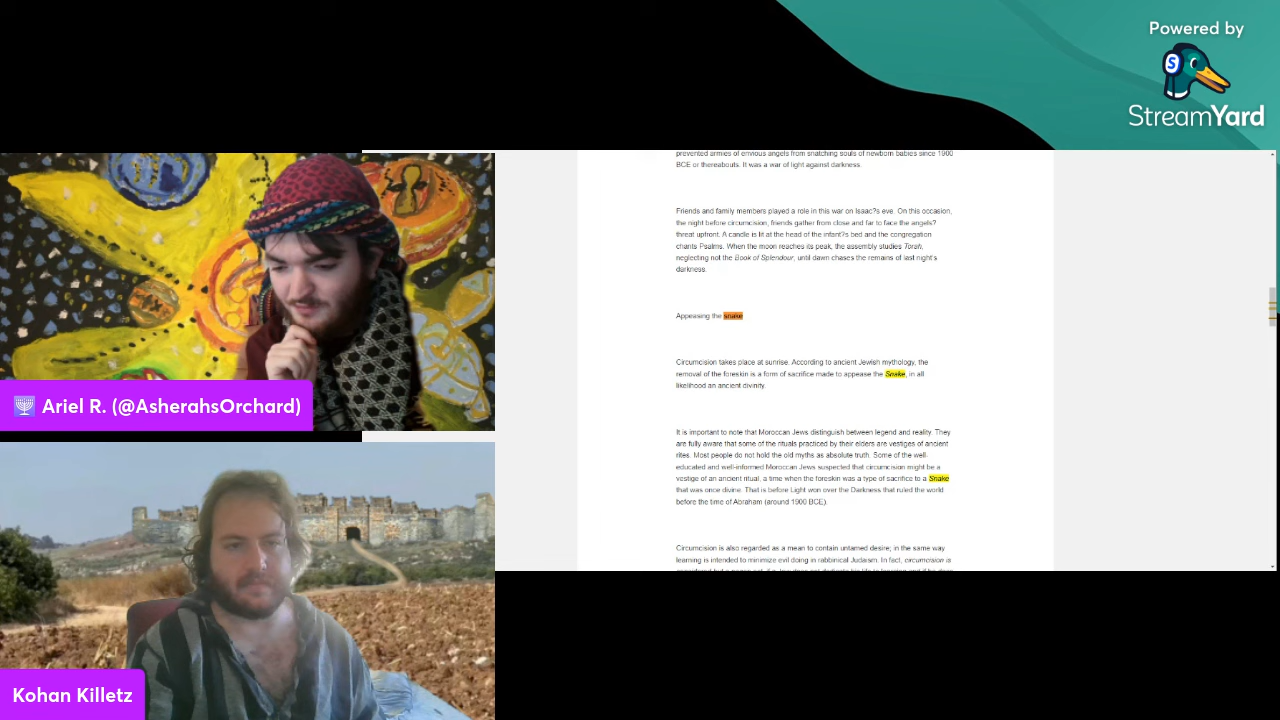 Powered by
StreamYard
prevented armies of envious angels from snatching souls of newborn babies since 1900
BCE or thereabouts. It was a war of light against darkness.
Friends and family members played a role in this war on Isaac?s eve. On this occasion,
the night before circumcision, friends gather from close and far to face the angels?
threat upfront. A candle is lit at the head of the infant?s bed and the congregation
chants Psalms. When the moon reaches its peak, the assembly studies Torah,
neglecting not the Book of Splendour, until dawn chases the remains of last night's
darkness.
Appeasing the snake
Circumcision takes place at sunrise. According to ancient Jewish mythology, the
removal of the foreskin is a form of sacrifice made to appease the Snake, in all
likelihood an ancient divinity.
It is important to note that Moroccan Jews distinguish between legend and reality. They
are fully aware that some of the rituals practiced by their elders are vestiges of ancient
rites. Most people do not hold the old myths as absolute truth. Some of the well-
educated and well-informed Moroccan Jews suspected that circumcision might be a
vestige of an ancient ritual, a time when the foreskin was a type of sacrifice to a Snake
that was once divine. That is before Light won over the Darkness that ruled the world
before the time of Abraham (around 1900 BCE).
Circumcision is also regarded as a mean to contain untamed desire; in the same way
learning is intended to minimize evil doing in rabbinical Judaism. In fact, circumcision is
Ariel R. (@AsherahsOrchard)
Kohan Killetz